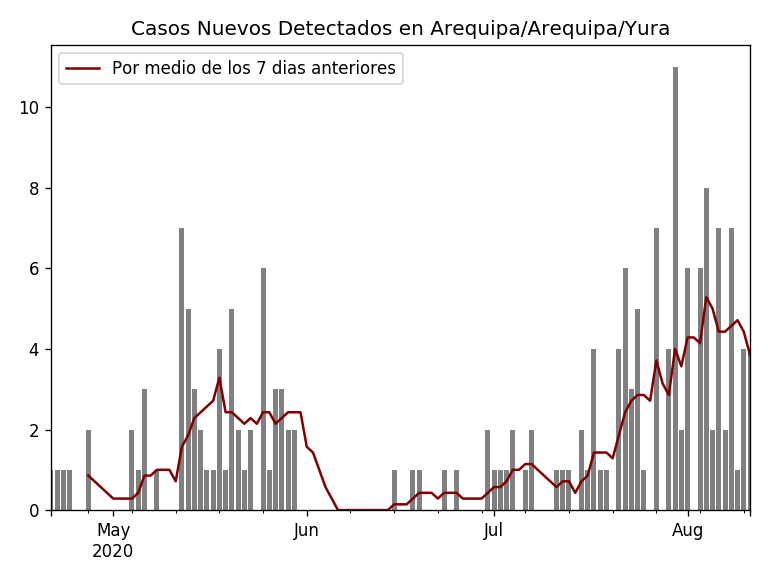 Casos Nuevos Detectados en Arequipa/Arequipa/Yura
Por medio de los 7 dias anteriores
10
8
6
4
2
0
May
2020
Jun
Jul
Aug